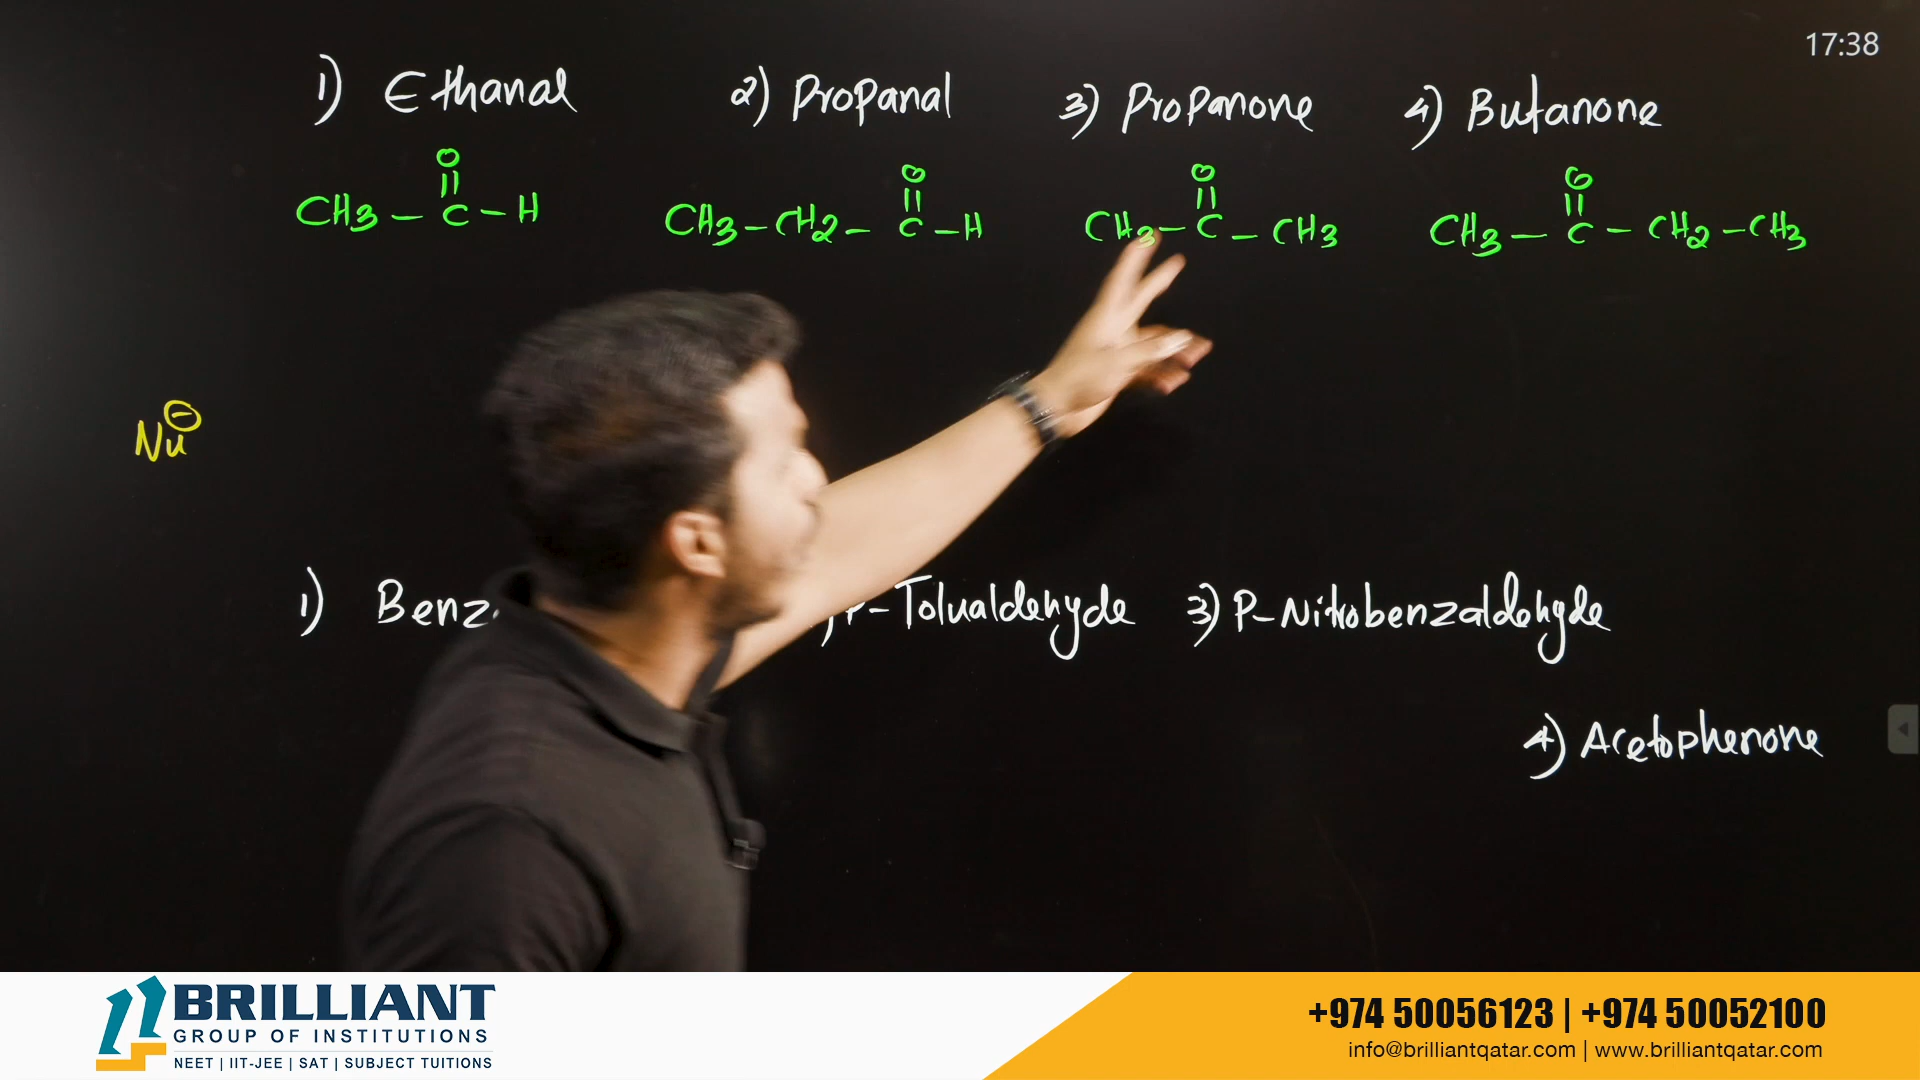 17:38
1) Ethanal 2) Propanal 3) Propanone 4) Butanone
O O O O
|| || || ||
CH3 - C - H CH3 - CH2 - C - H CH3 - C - CH3 CH3 - C - CH2 - CH3
Nu⊖
1) Benz P-Tolualdehyde 3) P-Nitrobenzaldehyde
4) Acetophenone
BRILLIANT
GROUP OF INSTITUTIONS
NEET | IIT-JEE | SAT | SUBJECT TUITIONS
+974 50056123 | +974 50052100
info@brilliantqatar.com | www.brilliantqatar.com